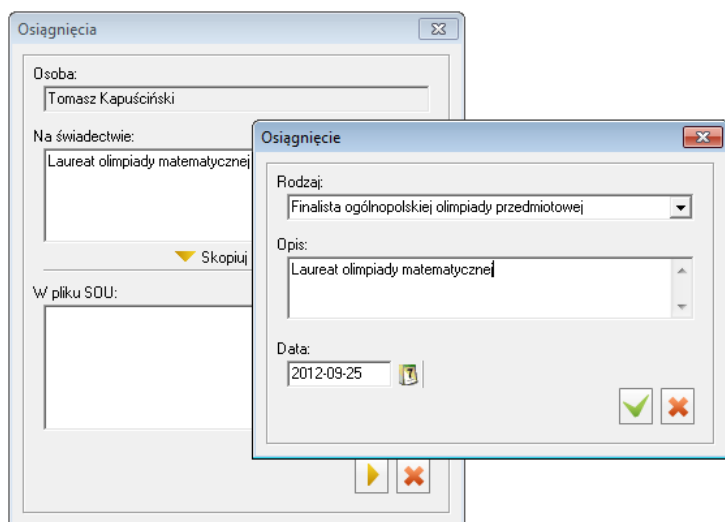 Osiągnięcia
Osoba:
Tomasz Kapuściński
Na świadectwie:
Laureat olimpiady matematycznej
Skopiuj
W pliku SOU:
Osiągnięcie
Rodzaj:
Finalista ogólnopolskiej olimpiady przedmiotowej
Opis:
Laureat olimpiady matematycznej
Data:
2012-09-25
7